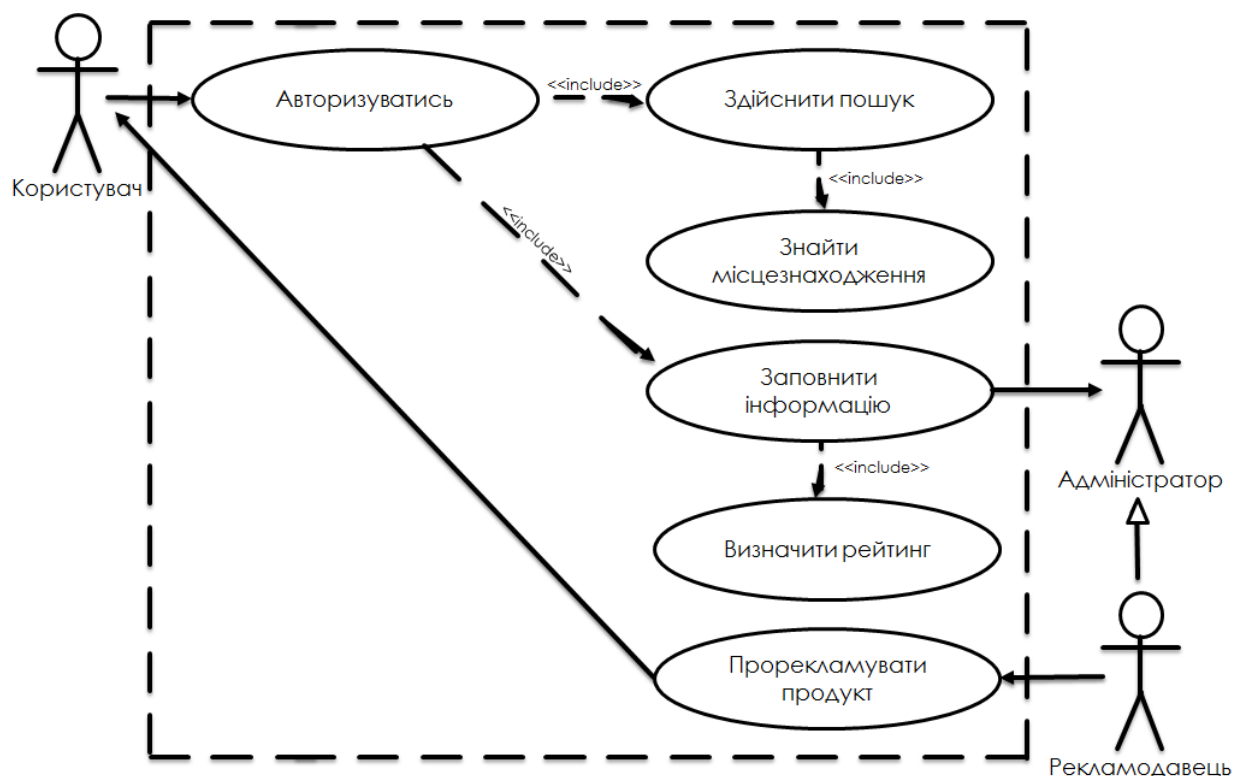 Авторизуватись
<<include>>
Здійснити пошук
Користувач
<<include>>
<<include>>
Знайти
місцезнаходження
Заповнити
інформацію
<<include>>
Адміністратор
Визначити рейтинг
Прорекламувати
продукт
Рекламодавець